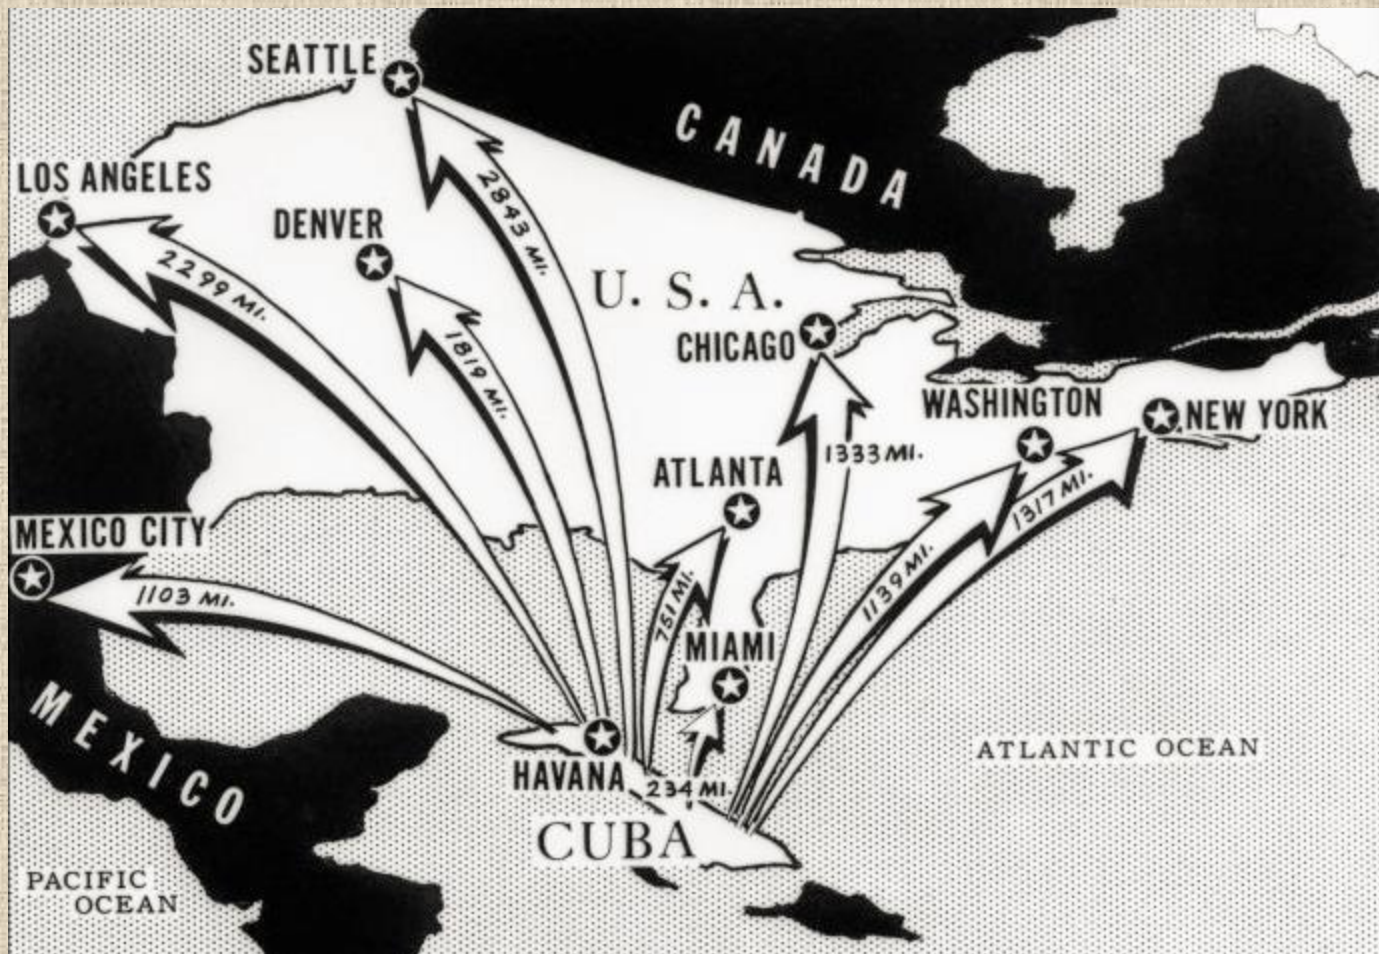 SEATTLE
CANADA
LOS ANGELES
DENVER
2843 MI.
2299 MI.
U. S. A.
CHICAGO
1819 MI.
WASHINGTON
NEW YORK
1333 MI.
ATLANTA
1317 MI.
MEXICO CITY
1139 MI.
1103 MI.
751 MI.
MIAMI
MEXICO
ATLANTIC OCEAN
HAVANA
234 MI.
CUBA
PACIFIC
OCEAN